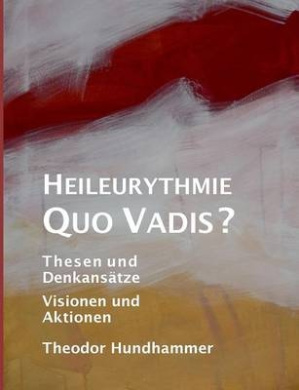 Heileurythmie
Quo Vadis?
Thesen und
Denkansätze
Visionen und
Aktionen
Theodor Hundhammer